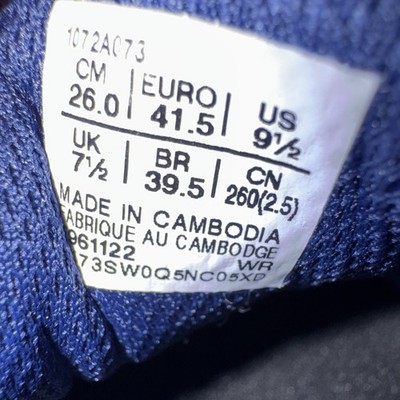 1072A073
CM | EURO | US
26.0 | 41.5 | 9½
UK | BR | CN
7½ | 39.5 | 260(2.5)
MADE IN CAMBODIA
FABRIQUE AU CAMBODGE
961122 WR
73SW0Q5NC05XD